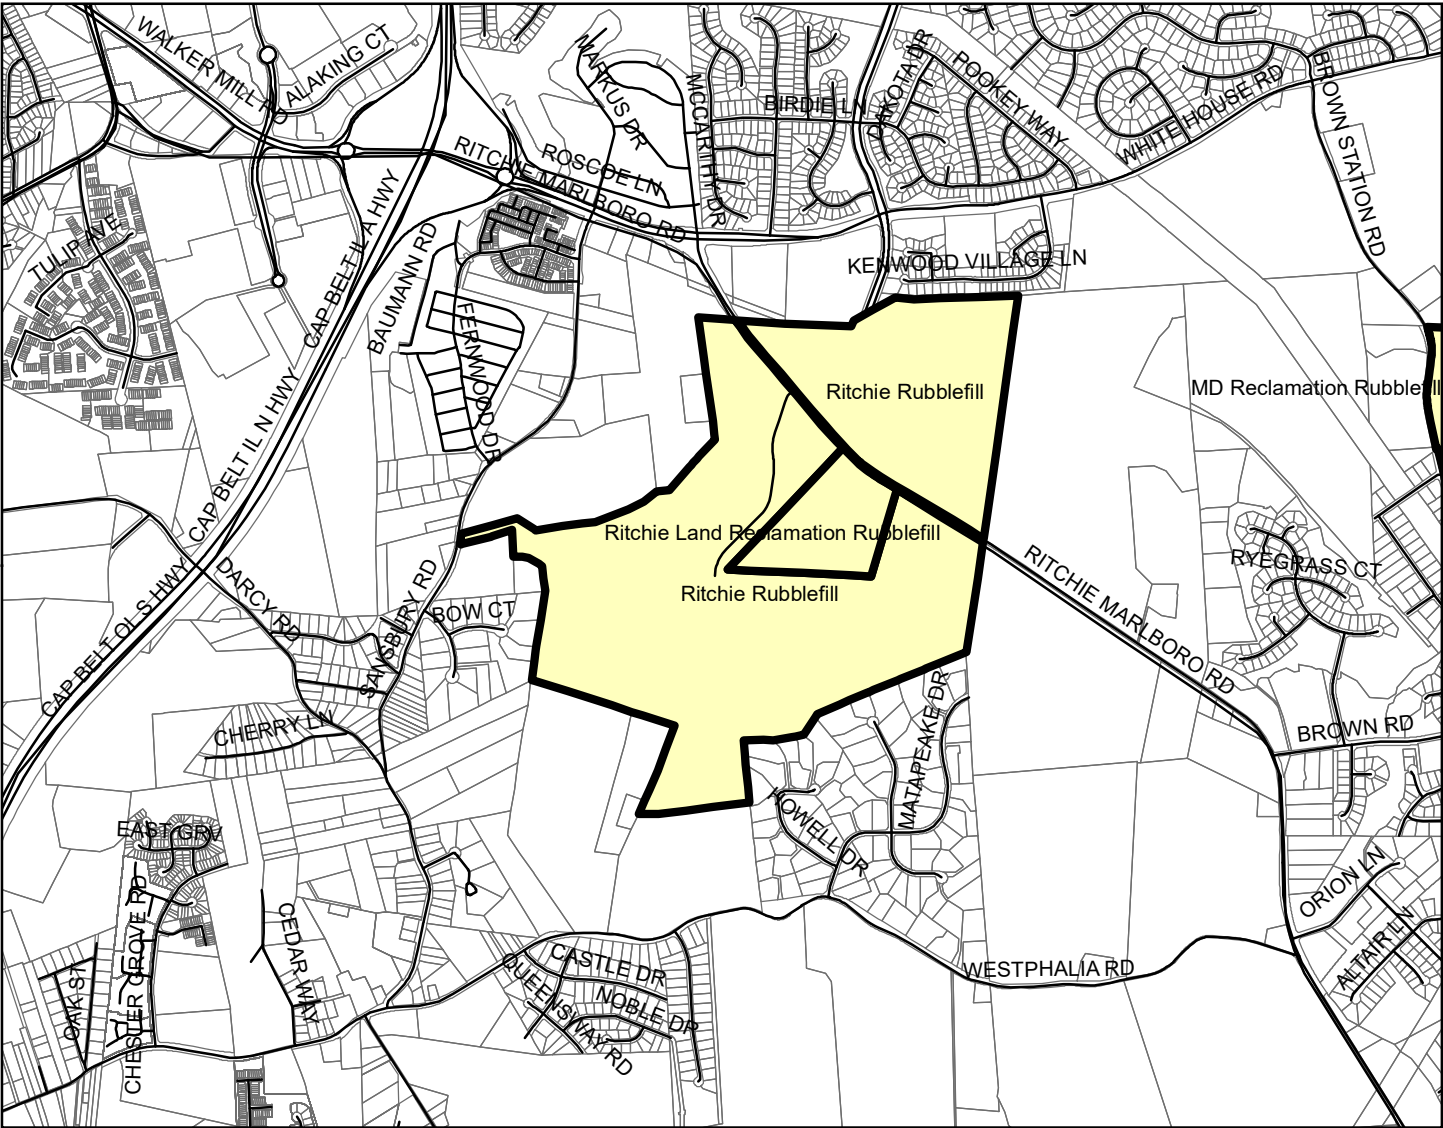 WALKER MILL RD
ALAKING CT
MARKUS DR
MCCARTHY DR
BIRDIE LN
DAKOTA DR
POOKEY WAY
WHITE HOUSE RD
BROWN STATION RD
ROSCOE LN
RITCHIE MARLBORO RD
TULIP AVE
CAP BELT IL A HWY
BAUMANN RD
KENWOOD VILLAGE LN
FERNWOOD DR
Ritchie Rubblefill
MD Reclamation Rubblefill
CAP BELT IL N HWY
Ritchie Land Reclamation Rubblefill
Ritchie Rubblefill
CAP BELT OL S HWY
DARCY RD
SANSBURY RD
BOW CT
RITCHIE MARLBORO RD
RYEGRASS CT
CHERRY LN
MATAPEAKE DR
BROWN RD
EAST GRV
HOWELL DR
CHESTER GROVE RD
CEDAR WAY
ORION LN
ALTAIR LN
OAK ST
CASTLE DR
QUEENSWAY RD
NOBLE DR
WESTPHALIA RD